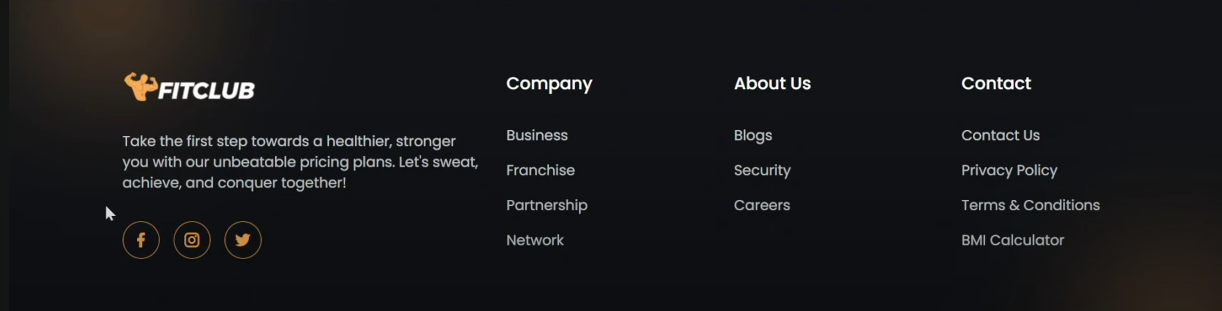 FITCLUB
Take the first step towards a healthier, stronger
you with our unbeatable pricing plans. Let's sweat,
achieve, and conquer together!
Company
Business
Franchise
Partnership
Network
About Us
Blogs
Security
Careers
Contact
Contact Us
Privacy Policy
Terms & Conditions
BMI Calculator